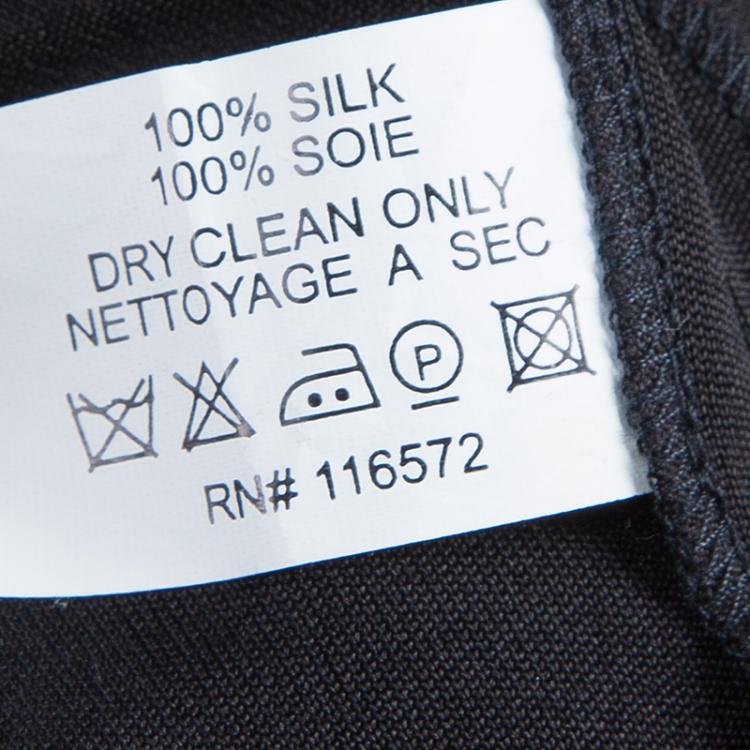 100% SILK
100% SOIE
DRY CLEAN ONLY
NETTOYAGE A SEC
P
RN# 116572